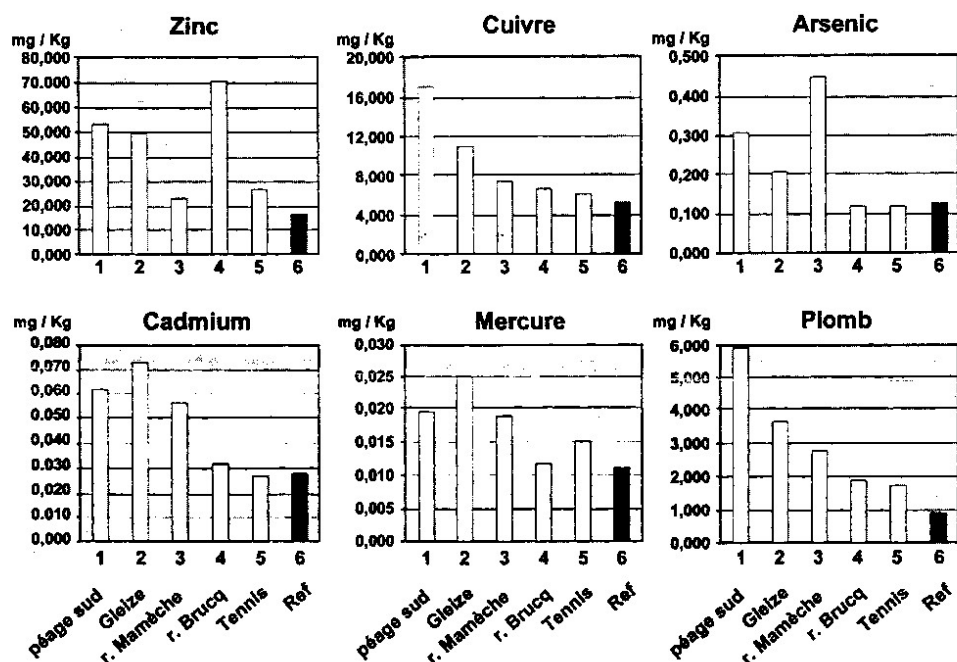 Zinc
mg / Kg
80,000
70,000
60,000
50,000
40,000
30,000
20,000
10,000
0,000
1 2 3 4 5 6
Cuivre
mg / Kg
20,000
16,000
12,000
8,000
4,000
0,000
1 2 3 4 5 6
Arsenic
mg / Kg
0,500
0,400
0,300
0,200
0,100
0,000
1 2 3 4 5 6
Cadmium
mg / Kg
0,080
0,070
0,060
0,050
0,040
0,030
0,020
0,010
0,000
1 2 3 4 5 6
péage sud
Gleize
r. Mamèche
r. Brucq
Tennis
Ref
Mercure
mg / Kg
0,030
0,025
0,020
0,015
0,010
0,005
0,000
1 2 3 4 5 6
péage sud
Gleize
r. Mamèche
r. Brucq
Tennis
Ref
Plomb
mg / Kg
6,000
5,000
4,000
3,000
2,000
1,000
0,000
1 2 3 4 5 6
péage sud
Gleize
r. Mamèche
r. Brucq
Tennis
Ref